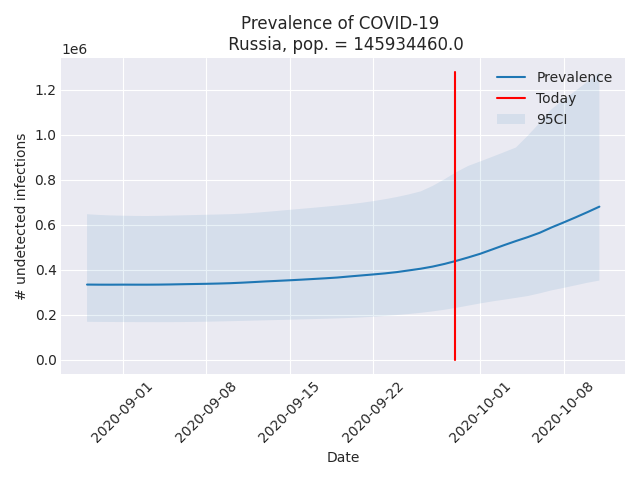 Prevalence of COVID-19
Russia, pop. = 145934460.0
1e6
Prevalence
Today
95CI
1.2
1.0
0.8
0.6
0.4
0.2
0.0
# undetected infections
2020-09-01
2020-09-08
2020-09-15
2020-09-22
2020-10-01
2020-10-08
Date